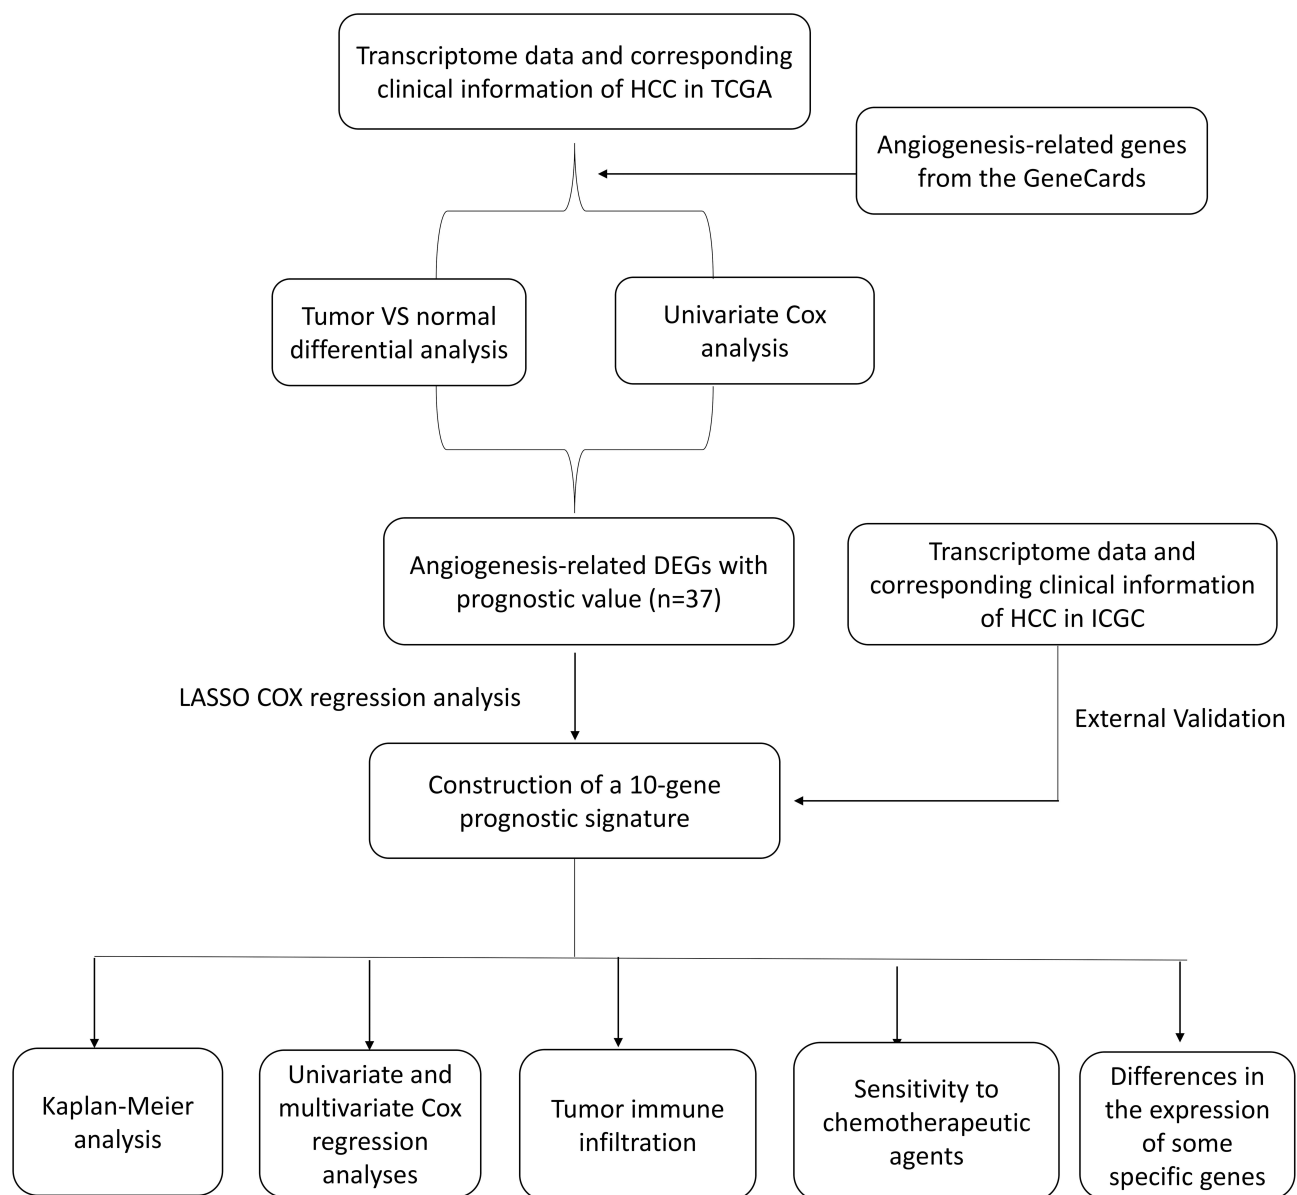 Transcriptome data and corresponding
clinical information of HCC in TCGA
Angiogenesis-related genes
from the GeneCards
Tumor VS normal
differential analysis
Univariate Cox
analysis
Angiogenesis-related DEGs with
prognostic value (n=37)
Transcriptome data and
corresponding clinical information
of HCC in ICGC
LASSO COX regression analysis
External Validation
Construction of a 10-gene
prognostic signature
Kaplan-Meier
analysis
Univariate and
multivariate Cox
regression
analyses
Tumor immune
infiltration
Sensitivity to
chemotherapeutic
agents
Differences in
the expression
of some
specific genes